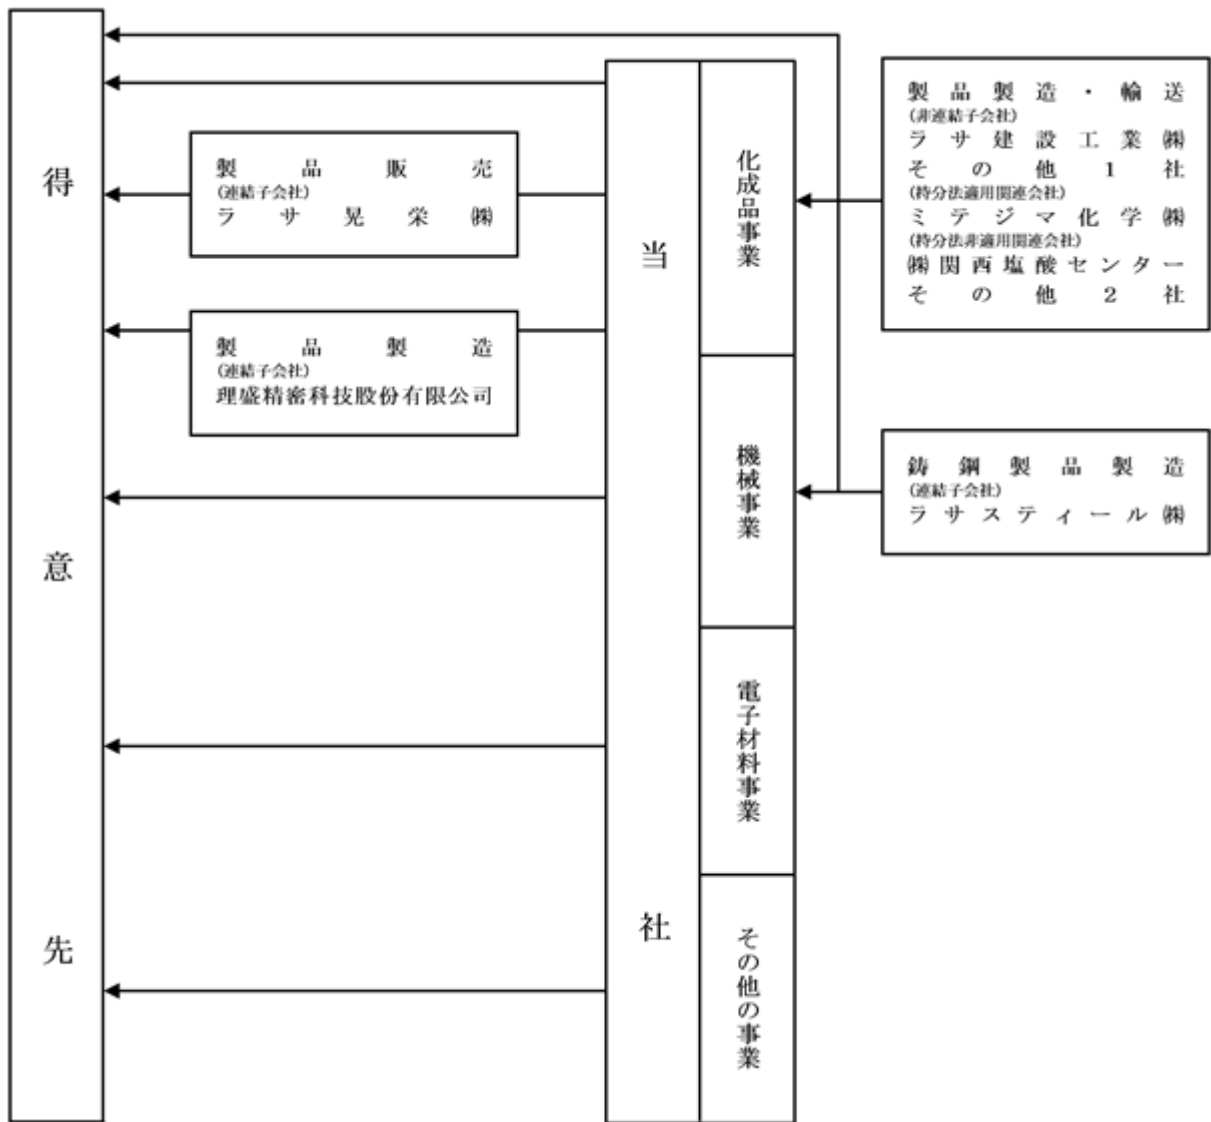 得意先
製品販売
(連結子会社)
ラサ晃栄㈱
製品製造
(連結子会社)
理盛精密科技股份有限公司
当社
化成品事業
機械事業
電子材料事業
その他の事業
製品製造・輸送
(非連結子会社)
ラサ建設工業㈱
その他1社
(持分法適用関連会社)
ミテジマ化学㈱
(持分法非適用関連会社)
㈱関西塩酸センター
その他2社
鋳鋼製品製造
(連結子会社)
ラサスティール㈱